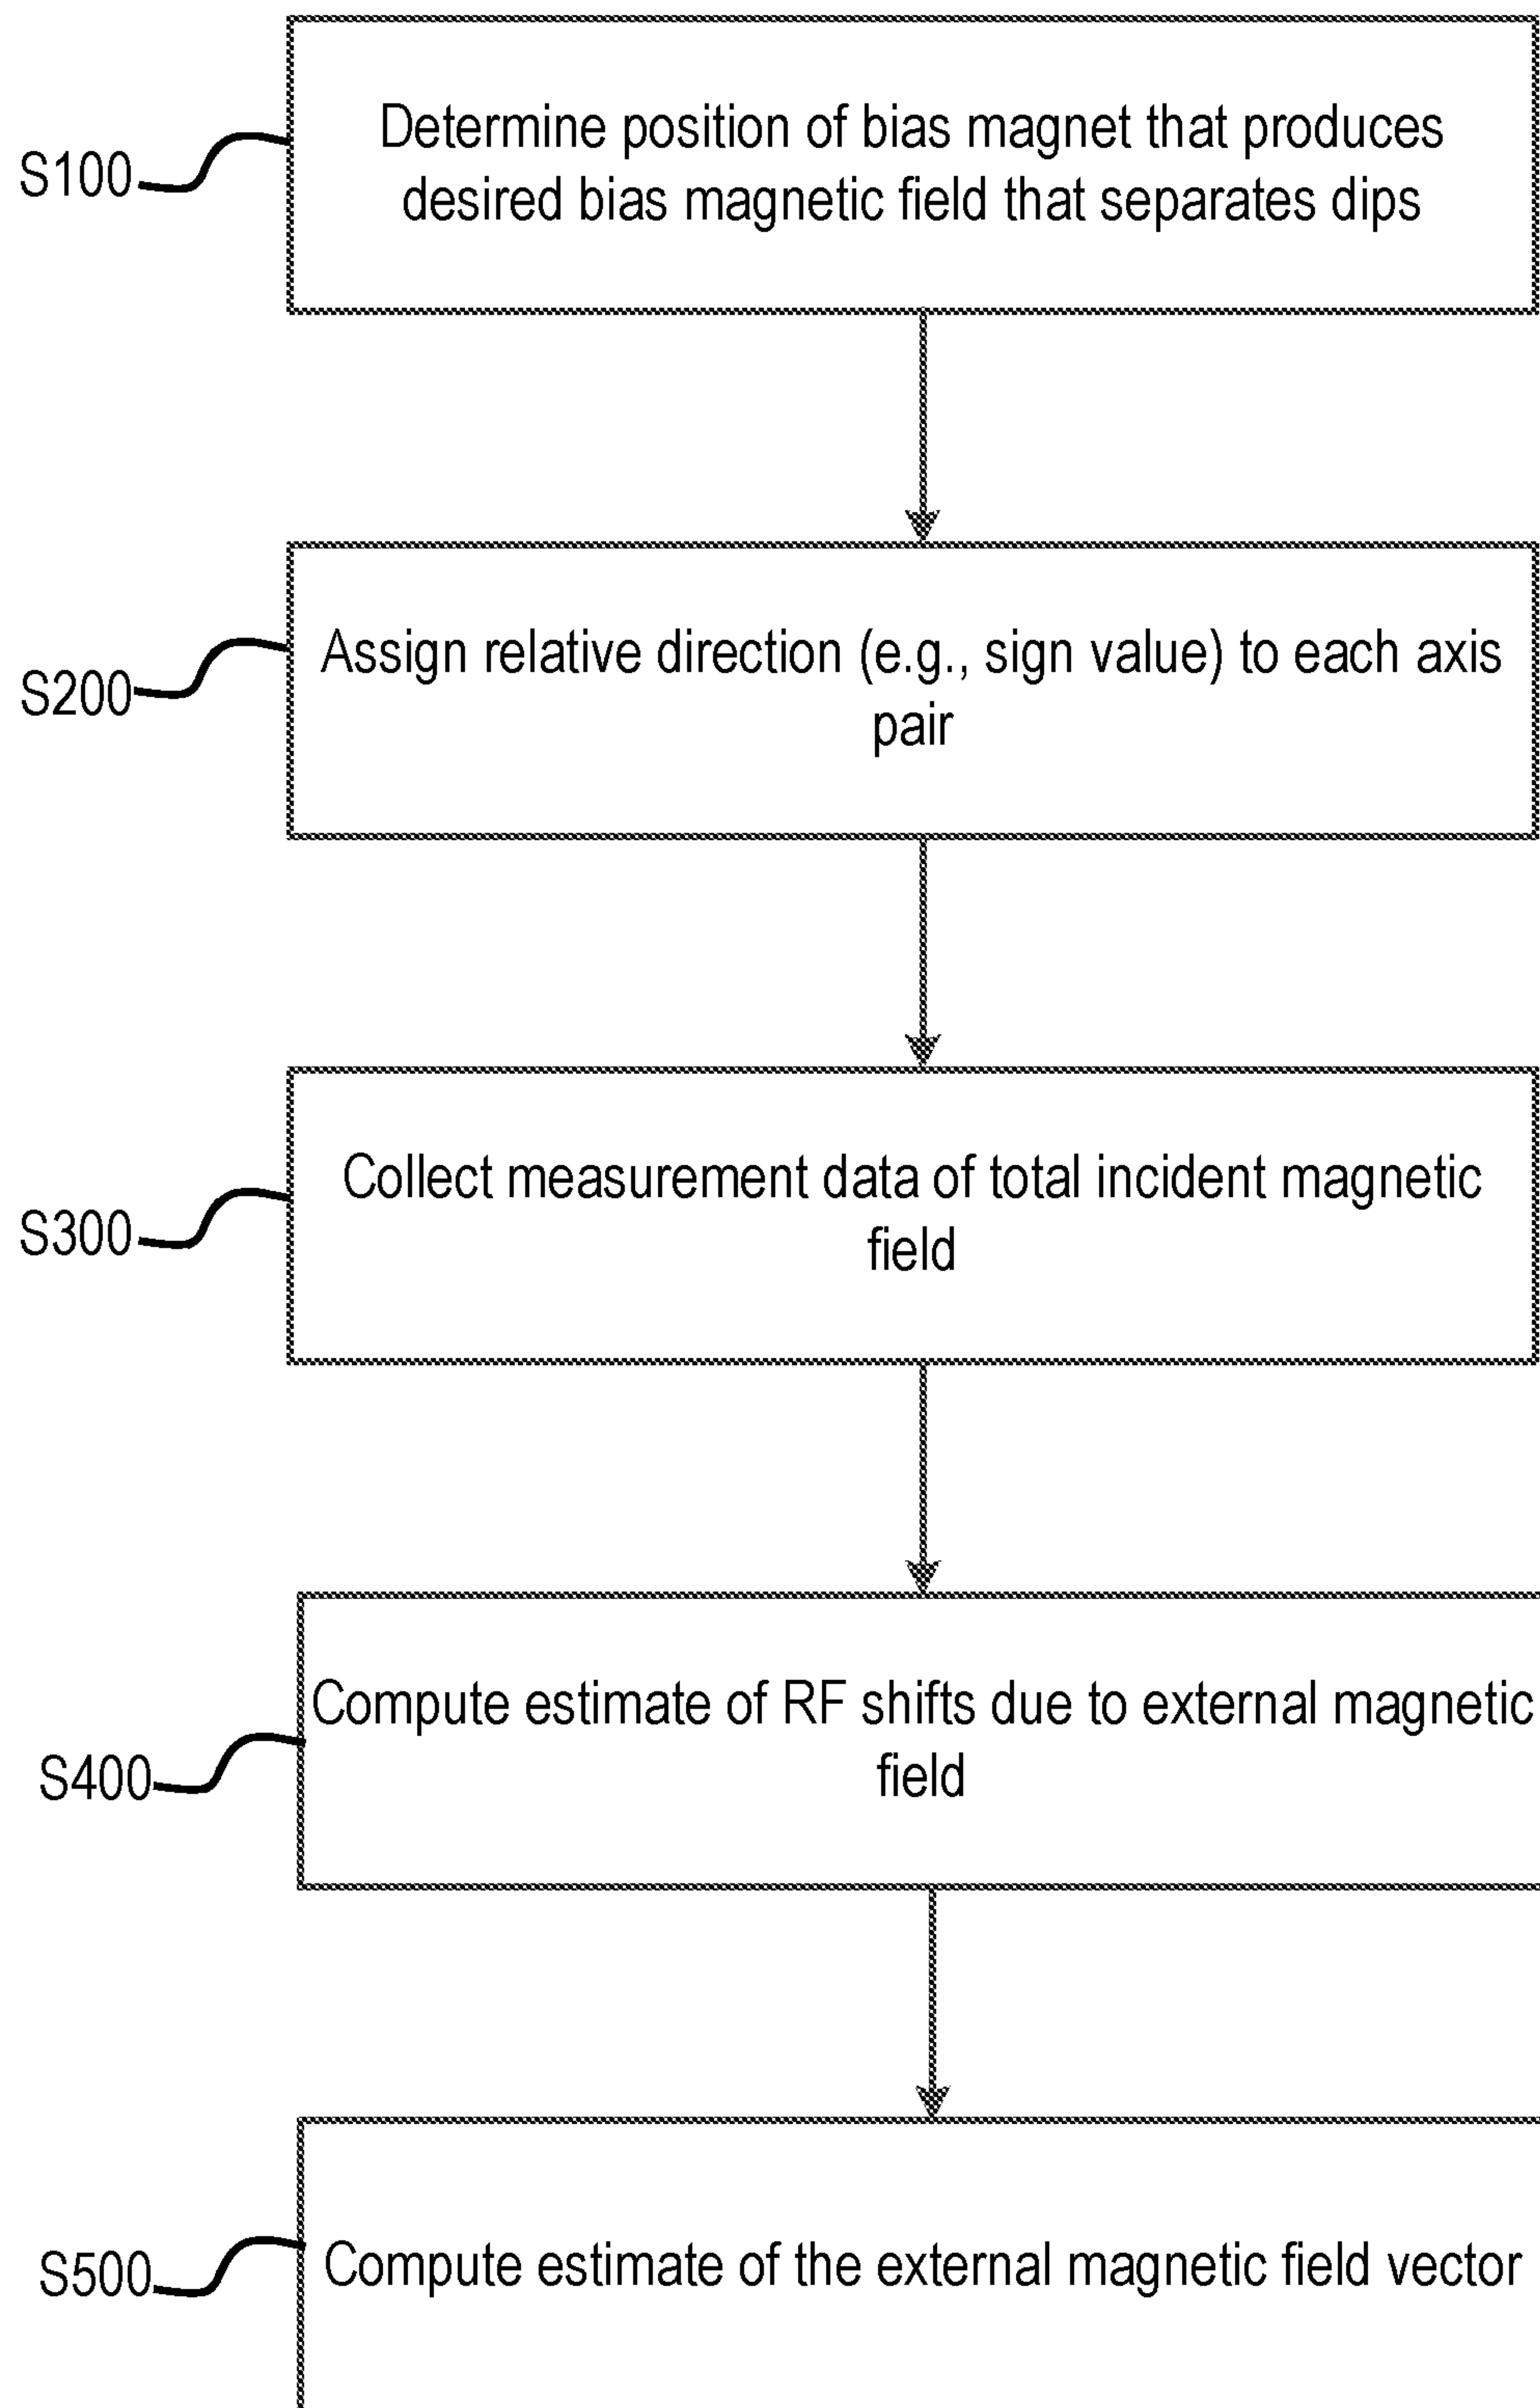 S100
Determine position of bias magnet that produces
desired bias magnetic field that separates dips
S200
Assign relative direction (e.g., sign value) to each axis
pair
S300
Collect measurement data of total incident magnetic
field
S400
Compute estimate of RF shifts due to external magnetic
field
S500
Compute estimate of the external magnetic field vector